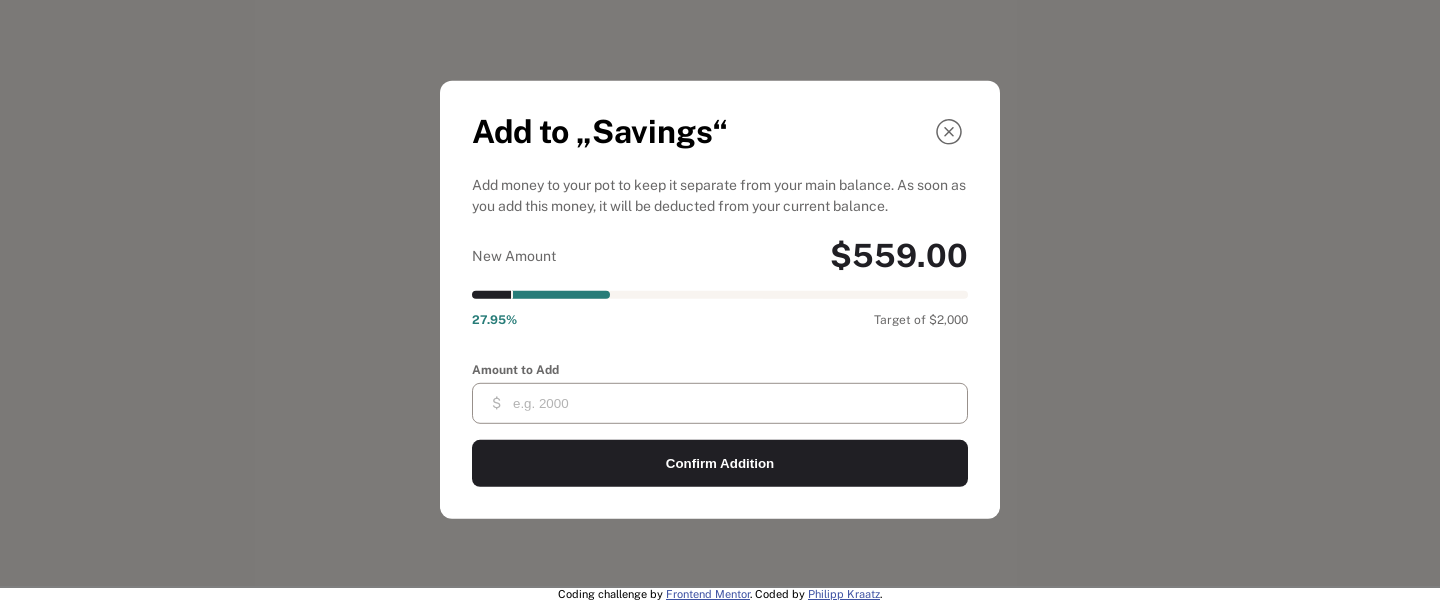 Add to „Savings“
Add money to your pot to keep it separate from your main balance. As soon as
you add this money, it will be deducted from your current balance.
New Amount $559.00
27.95% Target of $2,000
Amount to Add
$ e.g. 2000
Confirm Addition
Coding challenge by Frontend Mentor. Coded by Philipp Kraatz.